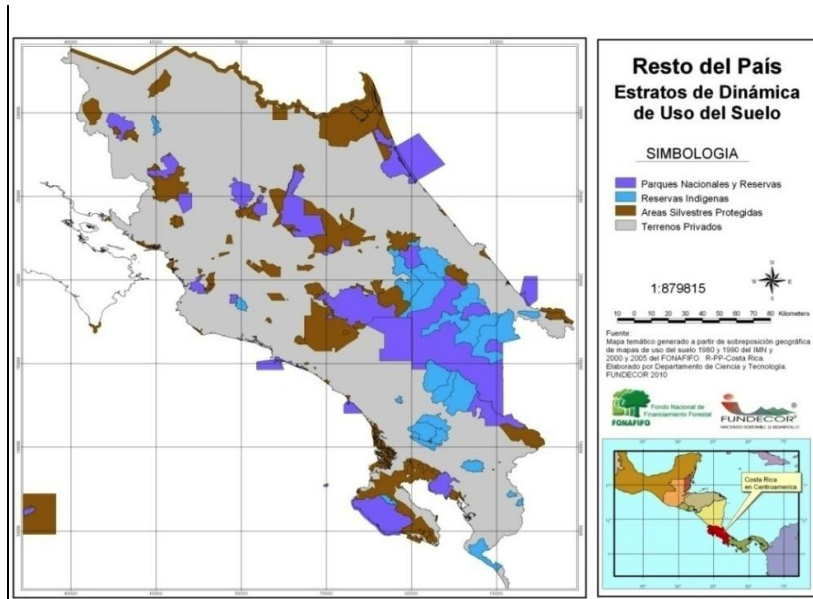 Resto del País
Estratos de Dinámica
de Uso del Suelo
SIMBOLOGIA
Parques Nacionales y Reservas
Reservas Indigenas
Areas Silvestres Protegidas
Terrenos Privados
1:879815
N
W
E
S
10 0 10 20 30 40 50 60 Kilometers
Fuente:
Mapa temático generado a partir de sobreposición geográfica
de mapas de uso del suelo 1980 y 1990 del IMN y
2000 y 2005 del FONAFIFO. R-PP-Costa Rica.
Elaborado por Departamento de Ciencia y Tecnología.
FUNDECOR 2010
Fondo Nacional de
Financiamiento Forestal
FONAFIFO
FUNDECOR
®
Costa Rica
en Centroamerica